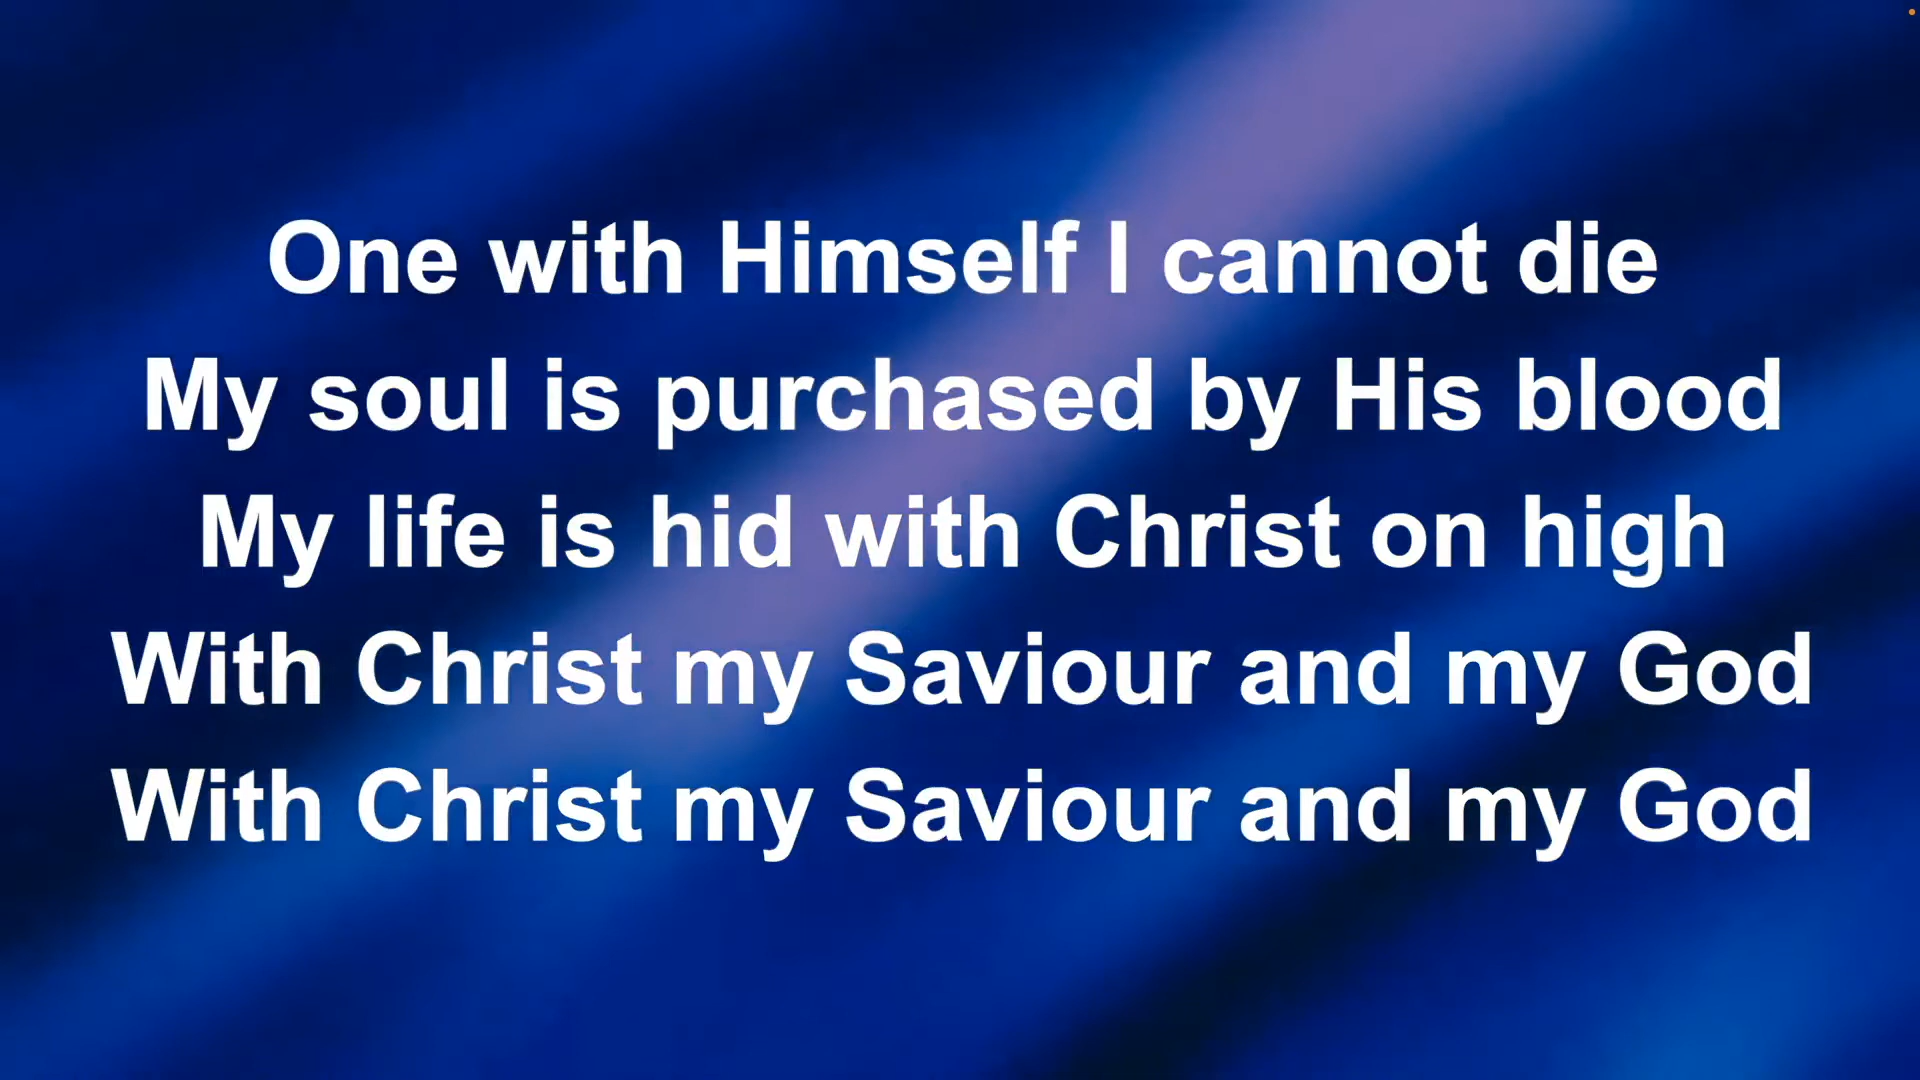 One with Himself I cannot die
My soul is purchased by His blood
My life is hid with Christ on high
With Christ my Saviour and my God
With Christ my Saviour and my God